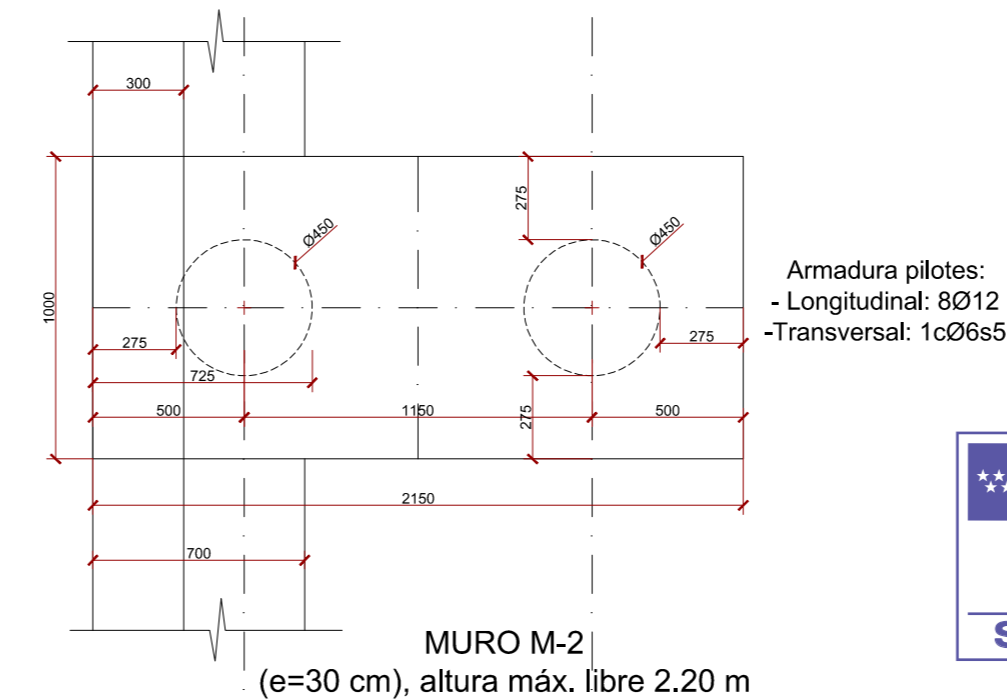 300
275
Ø450
Ø450
1000
275
725
275
500
1150
275
500
2150
700
Armadura pilotes:
- Longitudinal: 8Ø12
-Transversal: 1cØ6s5
MURO M-2
(e=30 cm), altura máx. libre 2.20 m
S